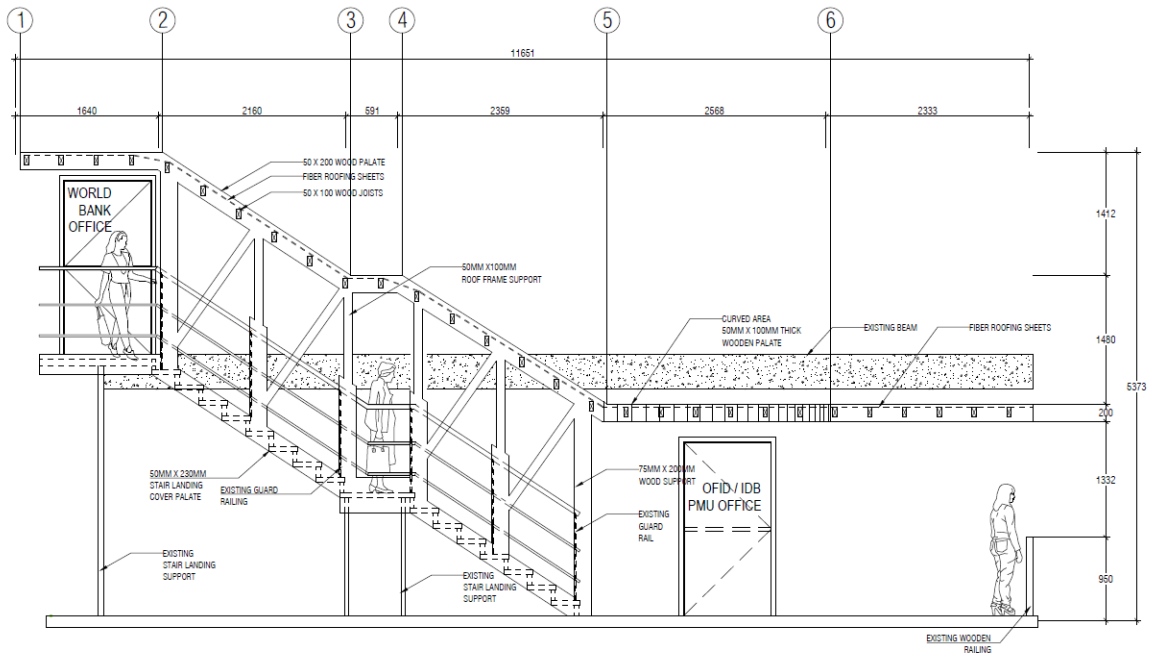 1
2
3
4
5
6
11651
1640
2160
591
2359
2568
2333
50 X 200 WOOD PALATE
FIBER ROOFING SHEETS
50 X 100 WOOD JOISTS
WORLD
BANK
OFFICE
1412
50MM X100MM
ROOF FRAME SUPPORT
CURVED AREA
50MM X 100MM THICK
WOODEN PALATE
EXISTING BEAM
FIBER ROOFING SHEETS
1480
5373
200
50MM X 230MM
STAIR LANDING
COVER PALATE
EXISTING GUARD
RAILING
75MM X 200MM
WOOD SUPPORT
OFID / IDB
PMU OFFICE
1332
EXISTING
GUARD
RAIL
EXISTING
STAIR LANDING
SUPPORT
EXISTING
STAIR LANDING
SUPPORT
950
EXISTING WOODEN
RAILING